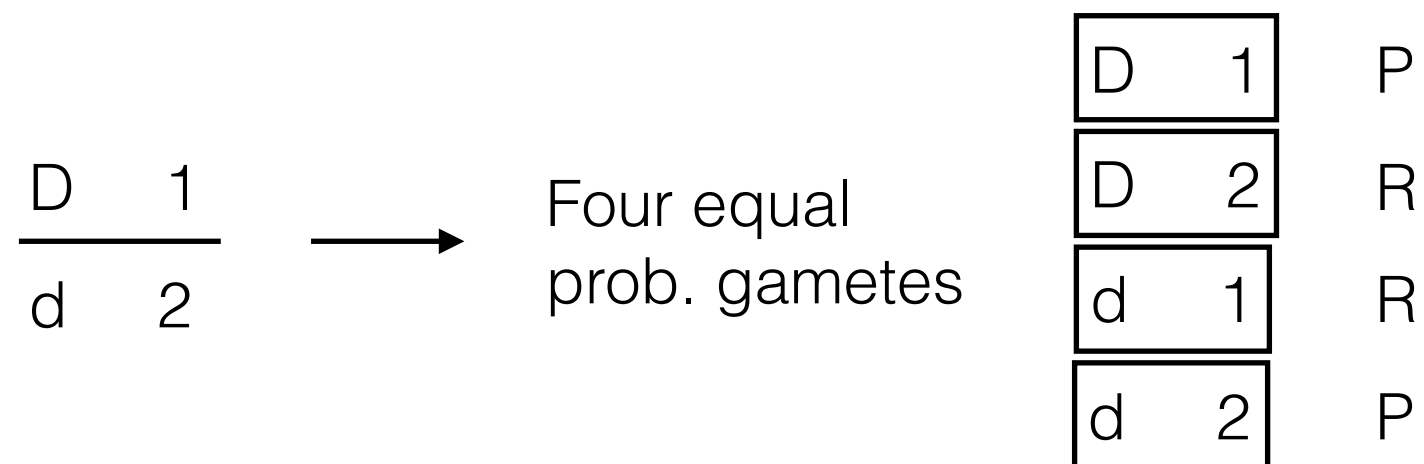 D 1
d 2
Four equal
prob. gametes
D 1 P
D 2 R
d 1 R
d 2 P